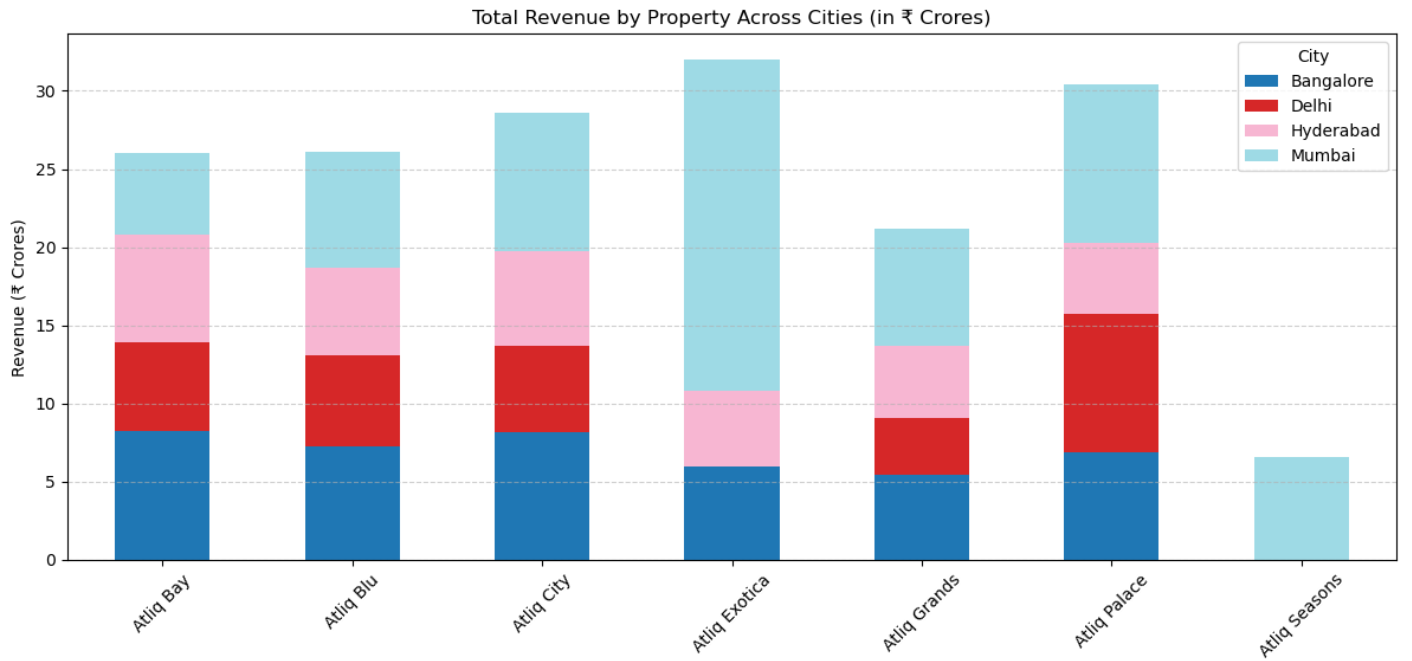 Total Revenue by Property Across Cities (in ₹ Crores)
City
Bangalore
Delhi
Hyderabad
Mumbai
Revenue (₹ Crores)
30
25
20
15
10
5
0
Atliq Bay
Atliq Blu
Atliq City
Atliq Exotica
Atliq Grands
Atliq Palace
Atliq Seasons